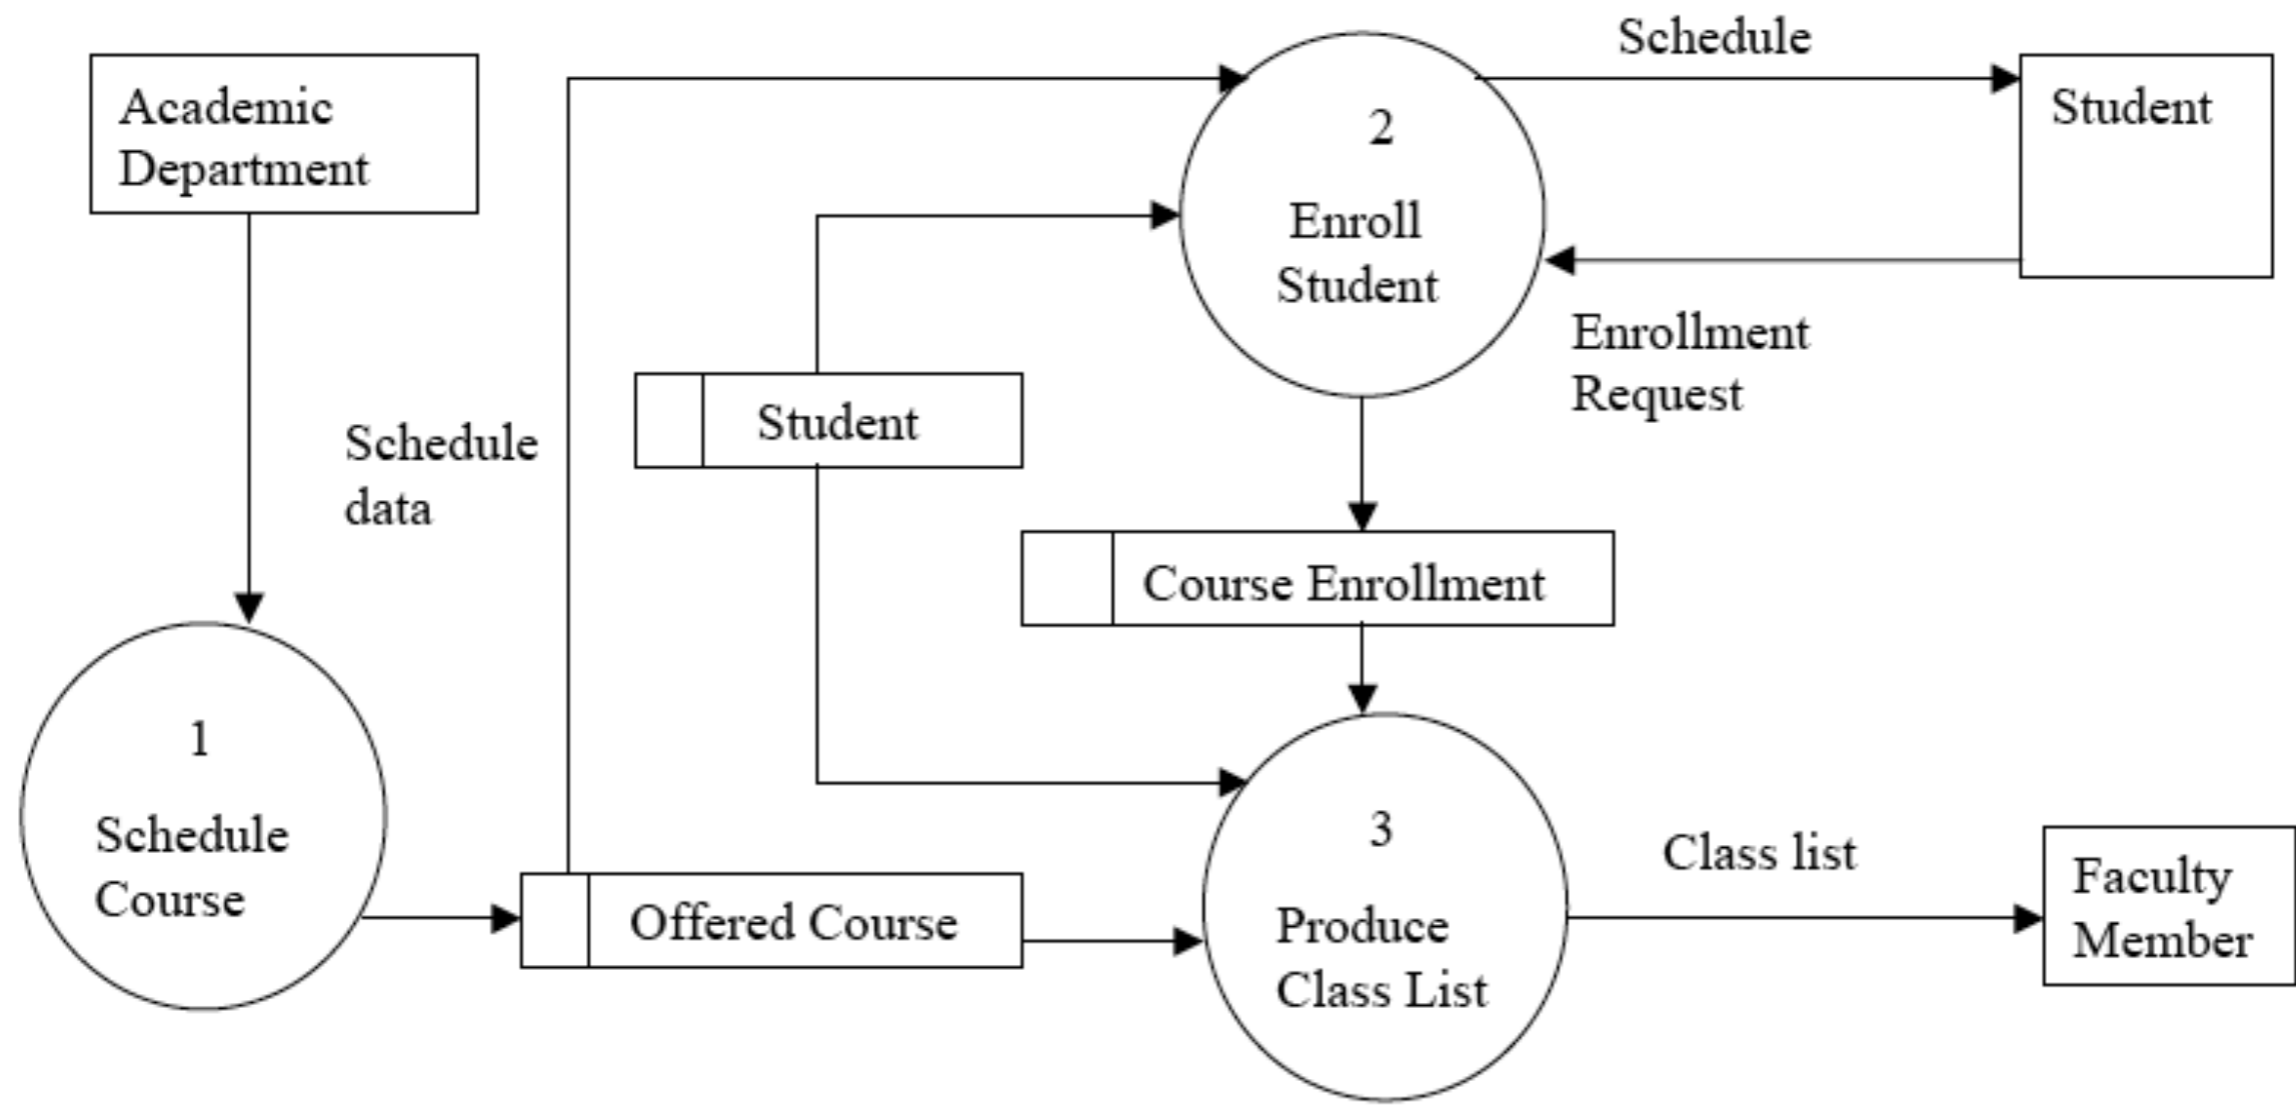 Academic
Department
Schedule
data
1
Schedule
Course
Offered Course
Student
2
Enroll
Student
Schedule
Student
Enrollment
Request
Course Enrollment
3
Produce
Class List
Class list
Faculty
Member